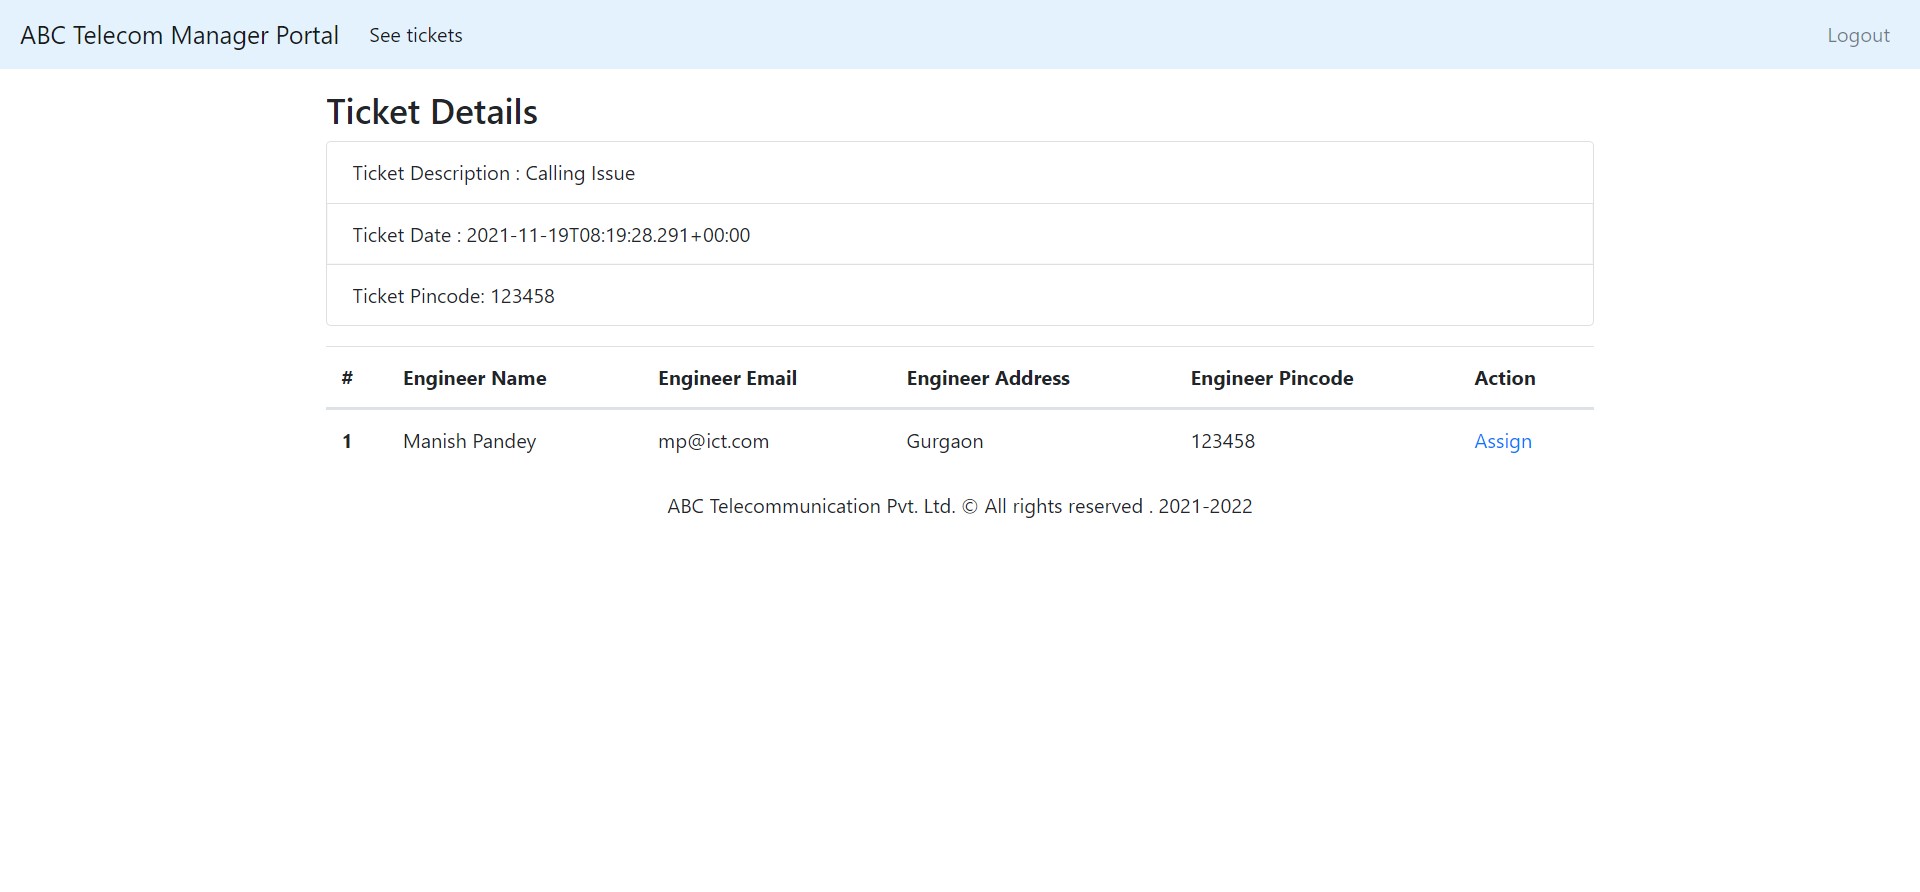 ABC Telecom Manager Portal See tickets Logout
Ticket Details
Ticket Description : Calling Issue
Ticket Date : 2021-11-19T08:19:28.291+00:00
Ticket Pincode: 123458
# Engineer Name Engineer Email Engineer Address Engineer Pincode Action
1 Manish Pandey mp@ict.com Gurgaon 123458 Assign
ABC Telecommunication Pvt. Ltd. © All rights reserved . 2021-2022